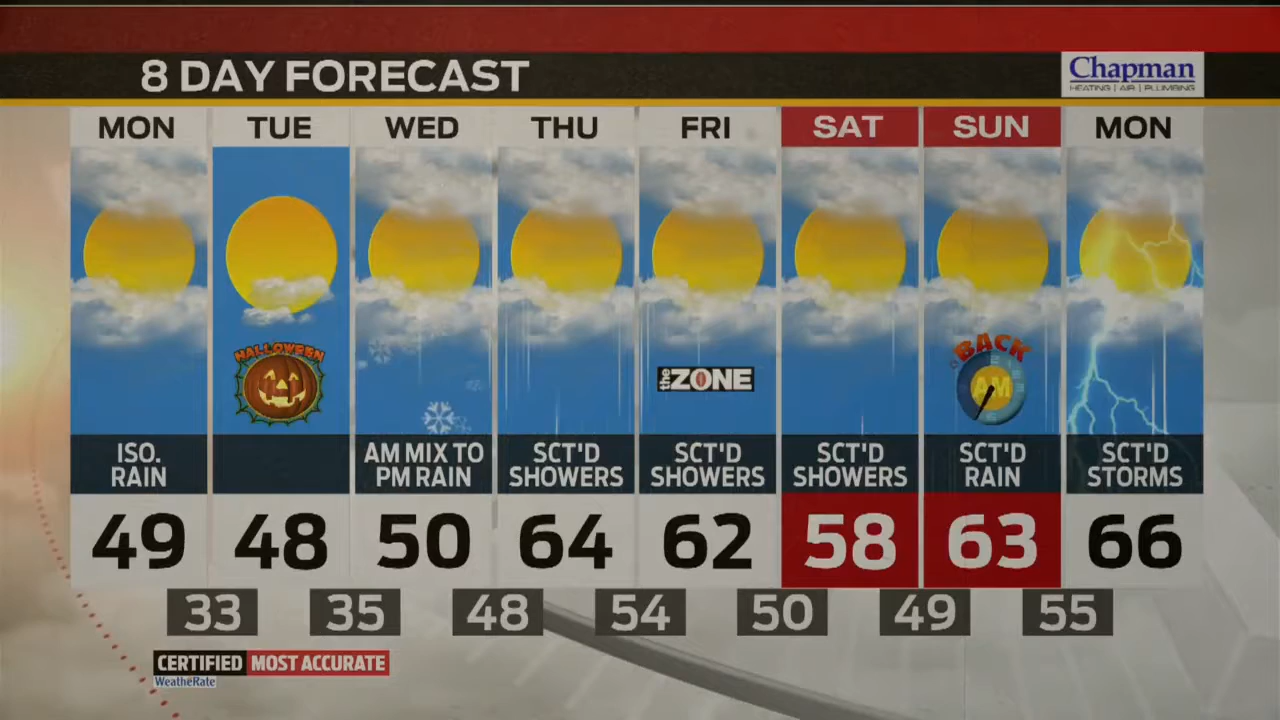 8 DAY FORECAST
Chapman
HEATING | AIR | PLUMBING
MON TUE WED THU FRI SAT SUN MON
HALLOWEEN
the ZONE
BACK
AM
ISO. RAIN
AM MIX TO PM RAIN
SCT'D SHOWERS
SCT'D SHOWERS
SCT'D SHOWERS
SCT'D RAIN
SCT'D STORMS
49 48 50 64 62 58 63 66
33 35 48 54 50 49 55
CERTIFIED MOST ACCURATE
WeatheRate